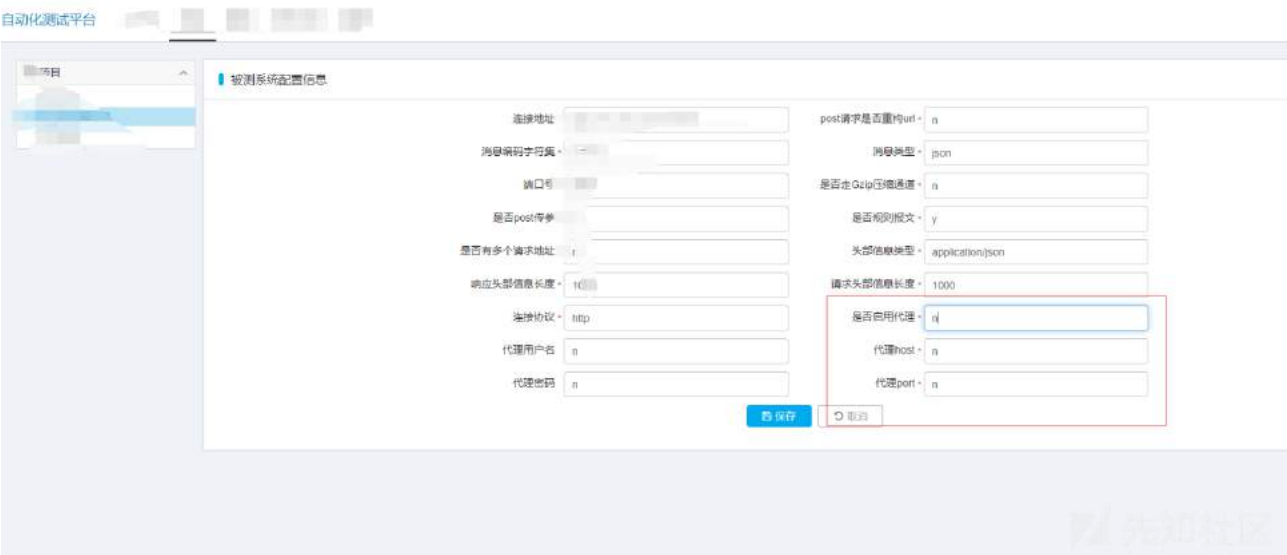 自动化测试平台
项目
被测系统配置信息
连接地址
post请求是否重构url * n
消息编码字符集 *
消息类型 * json
端口号
是否走Gzip压缩通道 * n
是否post传参
是否规则报文 * y
是否有多个请求地址
头部信息类型 * application/json
响应头部信息长度 * 10
请求头部信息长度 * 1000
连接协议 * http
是否启用代理 * n
代理用户名 n
代理host * n
代理密码 n
代理port * n
保存 取消
先知社区